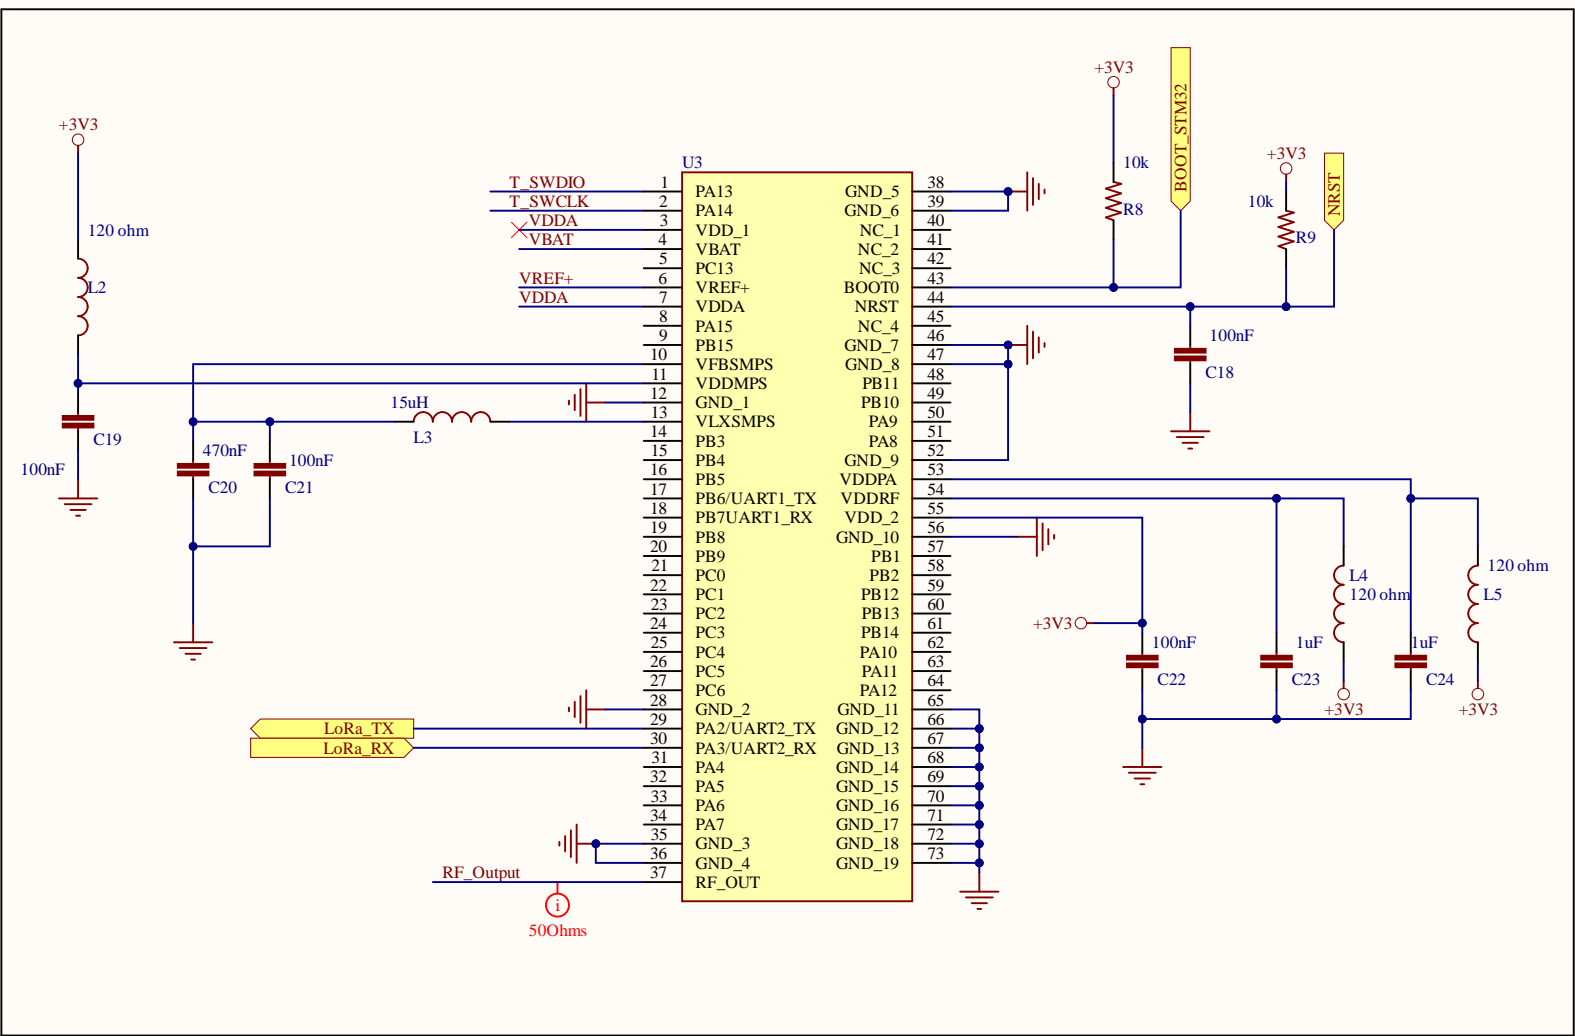 +3V3
120 ohm
L2
C19
100nF
470nF
C20
100nF
C21
15uH
L3
T_SWDIO
T_SWCLK
VDDA
VBAT
VREF+
VDDA
LoRa_TX
LoRa_RX
RF_Output
i
50Ohms
U3
1 PA13 GND_5 38
2 PA14 GND_6 39
3 VDD_1 NC_1 40
4 VBAT NC_2 41
5 PC13 NC_3 42
6 VREF+ BOOT0 43
7 VDDA NRST 44
8 PA15 NC_4 45
9 PB15 GND_7 46
10 VFBSMPS GND_8 47
11 VDDMPS PB11 48
12 GND_1 PB10 49
13 VLXSMPS PA9 50
14 PB3 PA8 51
15 PB4 GND_9 52
16 PB5 VDDPA 53
17 PB6/UART1_TX VDDRF 54
18 PB7UART1_RX VDD_2 55
19 PB8 GND_10 56
20 PB9 PB1 57
21 PC0 PB2 58
22 PC1 PB12 59
23 PC2 PB13 60
24 PC3 PB14 61
25 PC4 PA10 62
26 PC5 PA11 63
27 PC6 PA12 64
28 GND_2 GND_11 65
29 PA2/UART2_TX GND_12 66
30 PA3/UART2_RX GND_13 67
31 PA4 GND_14 68
32 PA5 GND_15 69
33 PA6 GND_16 70
34 PA7 GND_17 71
35 GND_3 GND_18 72
36 GND_4 GND_19 73
37 RF_OUT
+3V3
10k
R8
BOOT_STM32
+3V3
10k
R9
NRST
100nF
C18
+3V3
100nF
C22
1uF
C23
L4
120 ohm
+3V3
1uF
C24
120 ohm
L5
+3V3